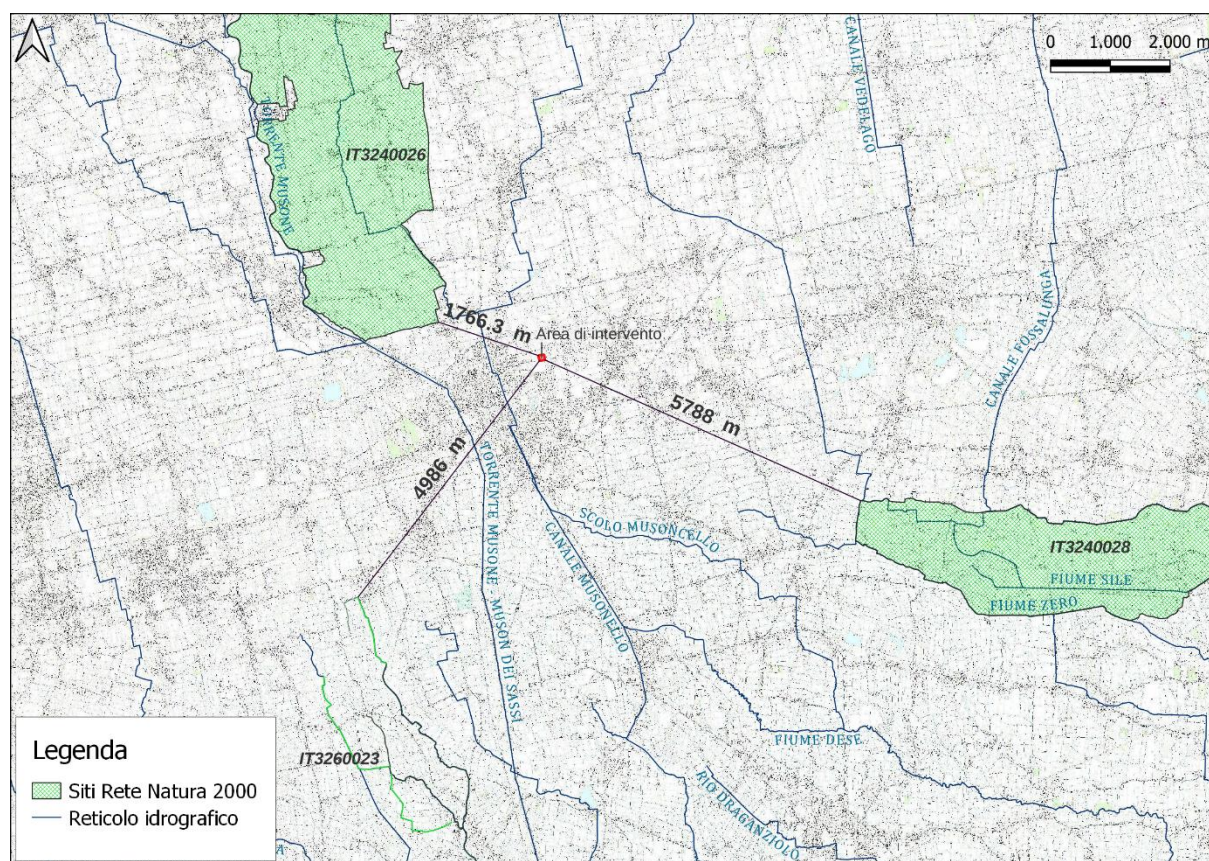 0 1.000 2.000 m
CANALE VEDELAGO
TORRENTE MUSONE
IT3240026
CANALE FOSSALUNGA
1766.3 m
Area di intervento
5788 m
4986 m
TORRENTE MUSONE MUSON DEI SASSI
SCOLO MUSONCELLO
CANALE MUSONELLO
IT3240028
FIUME SILE
FIUME ZERO
IT3260023
FIUME DESE
RIO DRAGANZIOLO
Legenda
Siti Rete Natura 2000
Reticolo idrografico